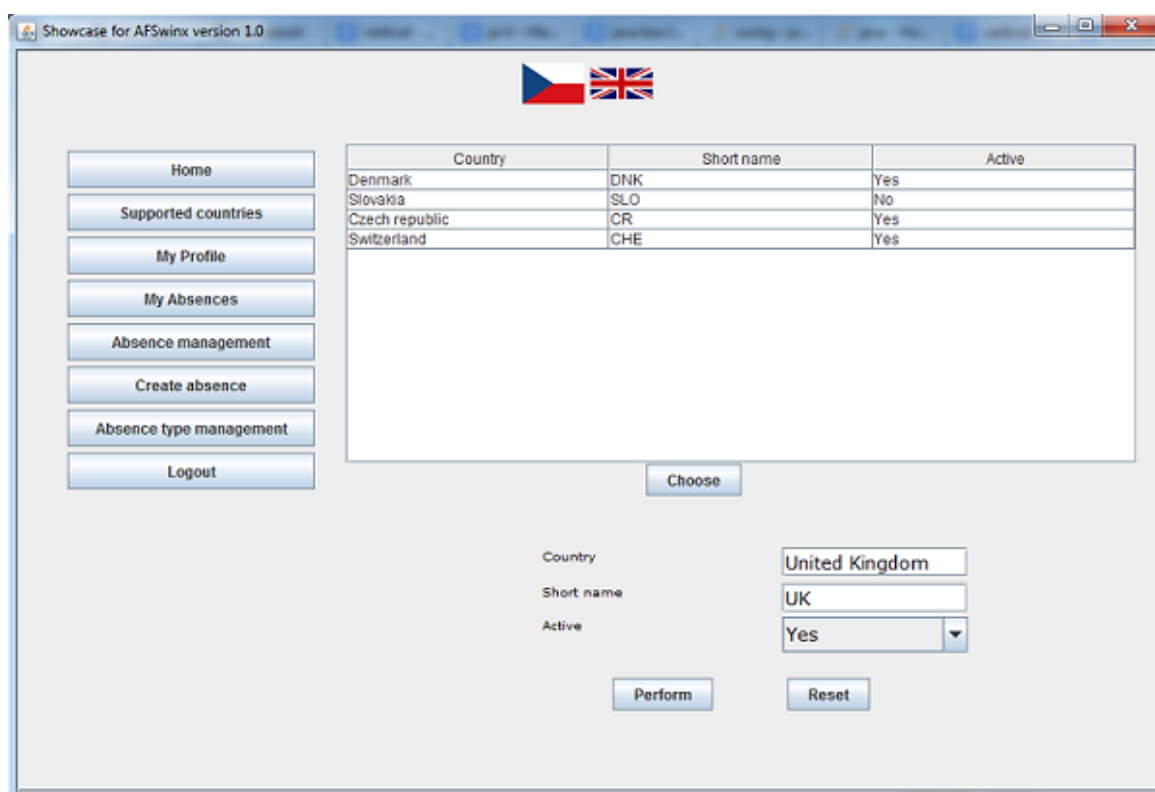 Showcase for AFSwinx version 1.0
Home
Supported countries
My Profile
My Absences
Absence management
Create absence
Absence type management
Logout
Country Short name Active
Denmark DNK Yes
Slovakia SLO No
Czech republic CR Yes
Switzerland CHE Yes
Choose
Country United Kingdom
Short name UK
Active Yes
Perform Reset